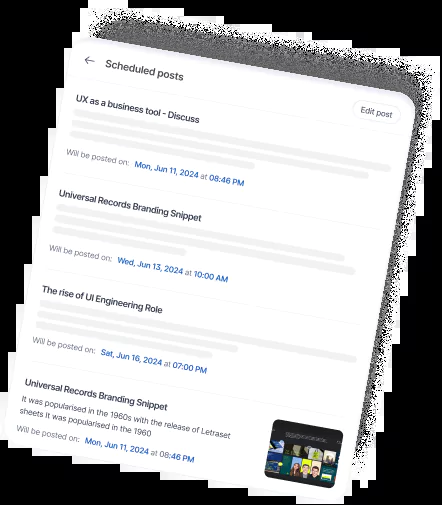 Scheduled posts
Edit post
UX as a business tool - Discuss
Will be posted on: Mon, Jun 11, 2024 at 08:46 PM
Universal Records Branding Snippet
Will be posted on: Wed, Jun 13, 2024 at 10:00 AM
The rise of UI Engineering Role
Will be posted on: Sat, Jun 16, 2024 at 07:00 PM
Universal Records Branding Snippet
It was popularised in the 1960s with the release of Letraset
sheets It was popularised in the 1960
Will be posted on: Mon, Jun 11, 2024 at 08:46 PM